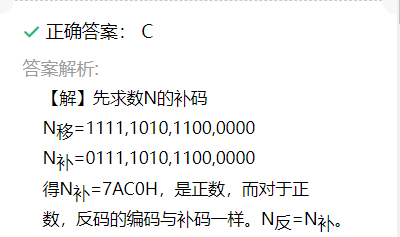 正确答案： C
答案解析:
【解】先求数N的补码
N移=1111,1010,1100,0000
N补=0111,1010,1100,0000
得N补=7AC0H，是正数，而对于正
数，反码的编码与补码一样。N反=N补。